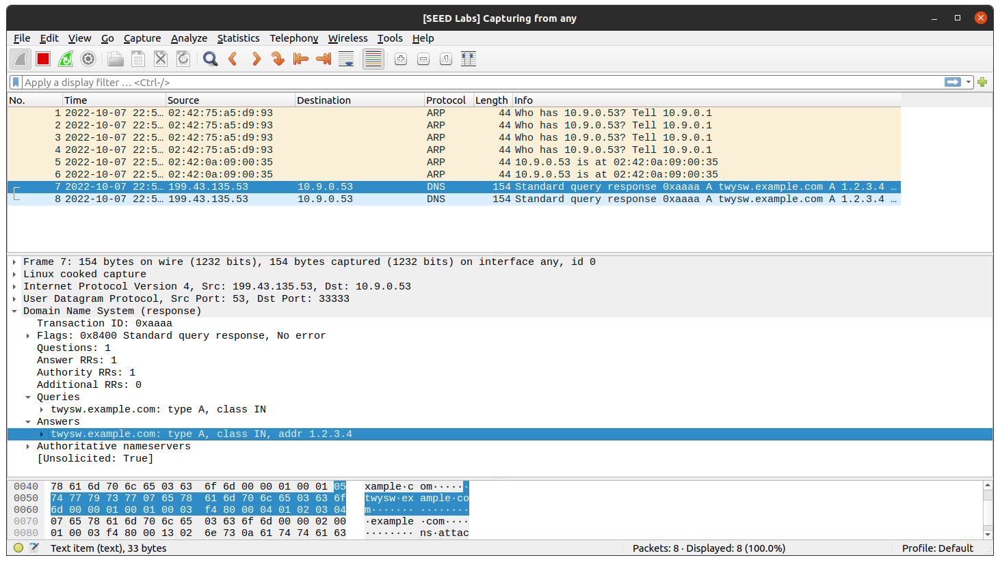 [SEED Labs] Capturing from any
File Edit View Go Capture Analyze Statistics Telephony Wireless Tools Help
Apply a display filter … <Ctrl-/>
No. Time Source Destination Protocol Length Info
1 2022-10-07 22:5… 02:42:75:a5:d9:93 ARP 44 Who has 10.9.0.53? Tell 10.9.0.1
2 2022-10-07 22:5… 02:42:75:a5:d9:93 ARP 44 Who has 10.9.0.53? Tell 10.9.0.1
3 2022-10-07 22:5… 02:42:75:a5:d9:93 ARP 44 Who has 10.9.0.53? Tell 10.9.0.1
4 2022-10-07 22:5… 02:42:75:a5:d9:93 ARP 44 Who has 10.9.0.53? Tell 10.9.0.1
5 2022-10-07 22:5… 02:42:0a:09:00:35 ARP 44 10.9.0.53 is at 02:42:0a:09:00:35
6 2022-10-07 22:5… 02:42:0a:09:00:35 ARP 44 10.9.0.53 is at 02:42:0a:09:00:35
7 2022-10-07 22:5… 199.43.135.53 10.9.0.53 DNS 154 Standard query response 0xaaaa A twysw.example.com A 1.2.3.4 …
8 2022-10-07 22:5… 199.43.135.53 10.9.0.53 DNS 154 Standard query response 0xaaaa A twysw.example.com A 1.2.3.4 …
Frame 7: 154 bytes on wire (1232 bits), 154 bytes captured (1232 bits) on interface any, id 0
Linux cooked capture
Internet Protocol Version 4, Src: 199.43.135.53, Dst: 10.9.0.53
User Datagram Protocol, Src Port: 53, Dst Port: 33333
Domain Name System (response)
Transaction ID: 0xaaaa
Flags: 0x8400 Standard query response, No error
Questions: 1
Answer RRs: 1
Authority RRs: 1
Additional RRs: 0
Queries
twysw.example.com: type A, class IN
Answers
twysw.example.com: type A, class IN, addr 1.2.3.4
Authoritative nameservers
[Unsolicited: True]
0040 78 61 6d 70 6c 65 03 63 6f 6d 00 00 01 00 01 05 xample·c om······
0050 74 77 79 73 77 07 65 78 61 6d 70 6c 65 03 63 6f twysw·ex ample·co
0060 6d 00 00 01 00 01 00 03 f4 80 00 04 01 02 03 04 m······· ········
0070 07 65 78 61 6d 70 6c 65 03 63 6f 6d 00 00 02 00 ·example ·com····
0080 01 00 03 f4 80 00 13 02 6e 73 0a 61 74 74 61 63 ········ ns·attac
Text item (text), 33 bytes Packets: 8 · Displayed: 8 (100.0%) Profile: Default